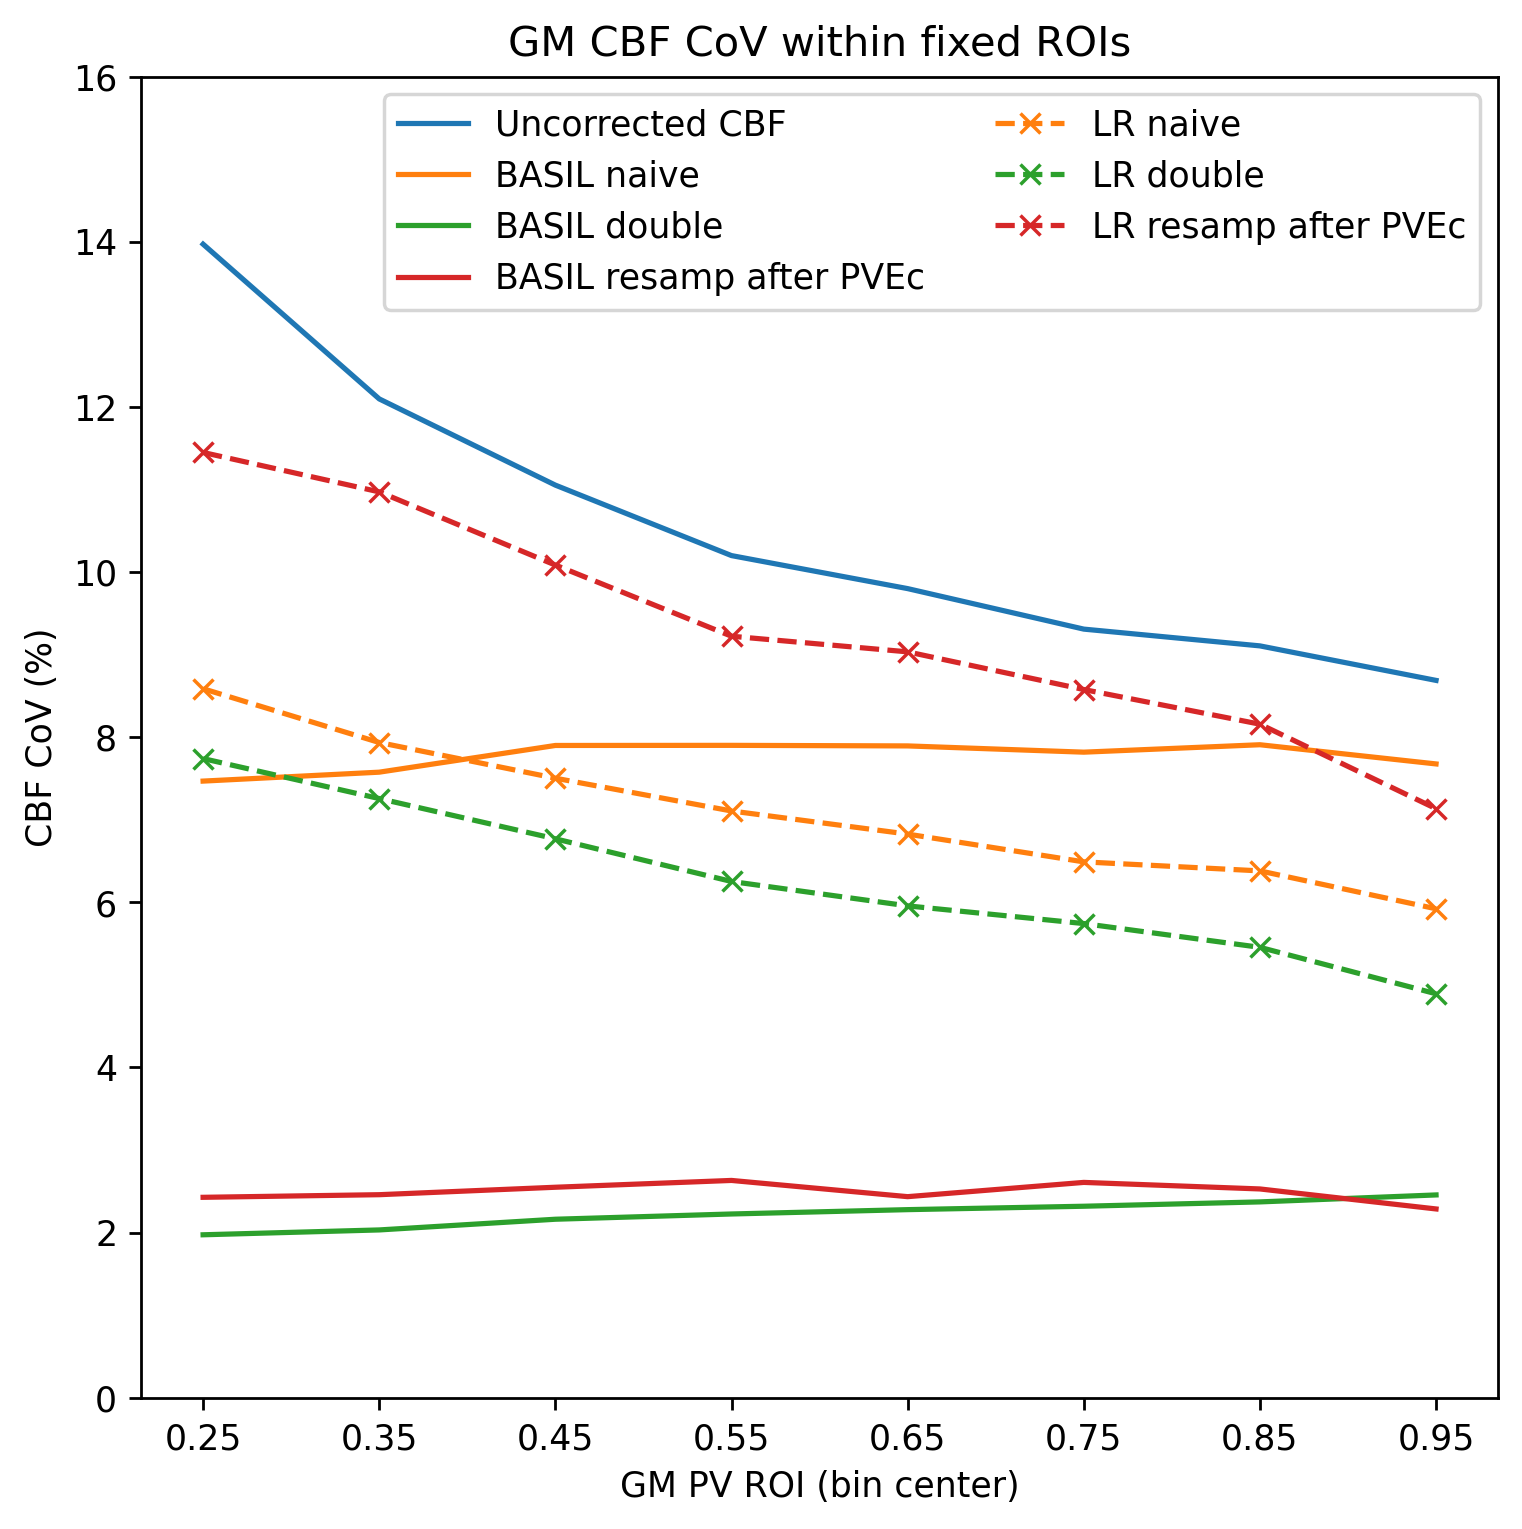 GM CBF CoV within fixed ROIs
16
14
12
10
8
6
4
2
0
CBF CoV (%)
Uncorrected CBF
BASIL naive
BASIL double
BASIL resamp after PVEc
LR naive
LR double
LR resamp after PVEc
0.25 0.35 0.45 0.55 0.65 0.75 0.85 0.95
GM PV ROI (bin center)